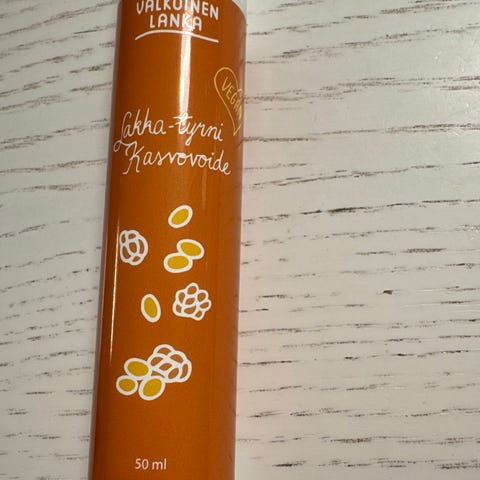 VALKOINEN
LANKA
VEGAN
Lakka-tyrni
Kasvovoide
50 ml